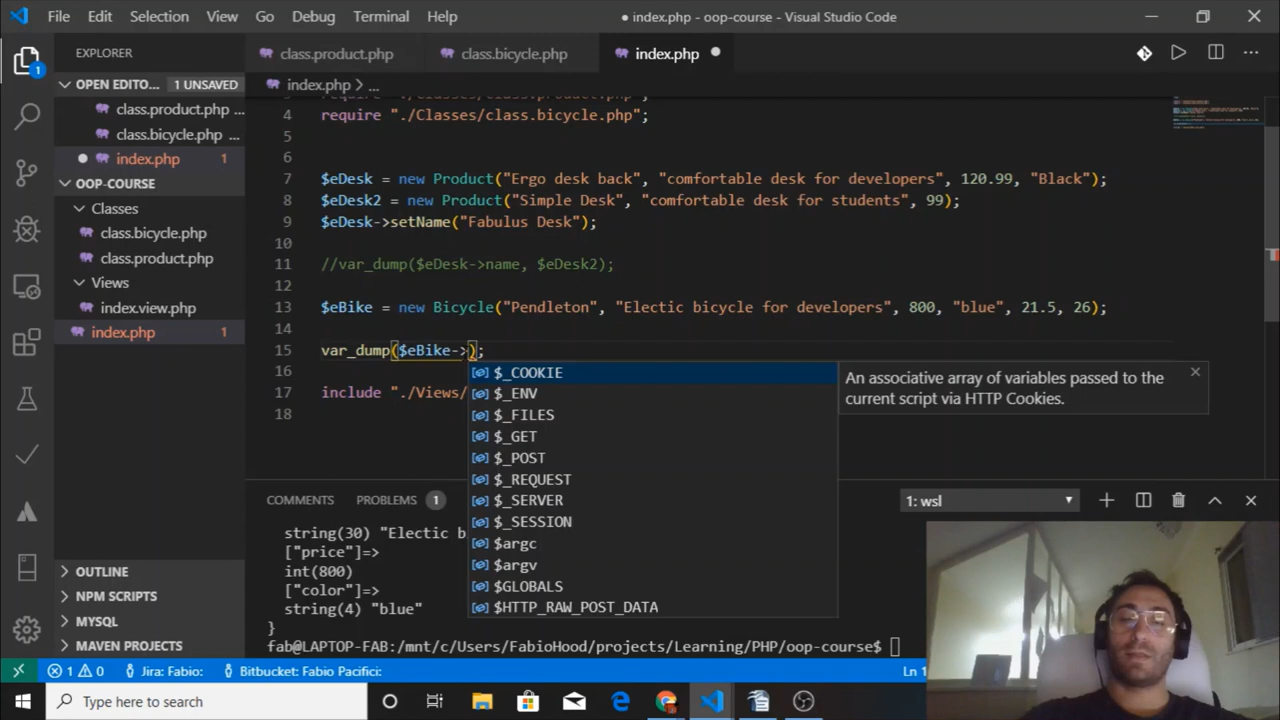 File Edit Selection View Go Debug Terminal Help
● index.php - oop-course - Visual Studio Code
EXPLORER
class.product.php
class.bicycle.php
index.php
OPEN EDITO... 1 UNSAVED
class.product.php ...
class.bicycle.php ...
index.php 1
OOP-COURSE
Classes
class.bicycle.php
class.product.php
Views
index.view.php
index.php 1
OUTLINE
NPM SCRIPTS
MYSQL
MAVEN PROJECTS
1
index.php > ...
3 require "./Classes/class.product.php";
4 require "./Classes/class.bicycle.php";
5
6
7 $eDesk = new Product("Ergo desk back", "comfortable desk for developers", 120.99, "Black");
8 $eDesk2 = new Product("Simple Desk", "comfortable desk for students", 99);
9 $eDesk->setName("Fabulus Desk");
10
11 //var_dump($eDesk->name, $eDesk2);
12
13 $eBike = new Bicycle("Pendleton", "Electic bicycle for developers", 800, "blue", 21.5, 26);
14
15 var_dump($eBike->);
16
17 include "./Views/
18
$_COOKIE
$_ENV
$_FILES
$_GET
$_POST
$_REQUEST
$_SERVER
$_SESSION
$argc
$argv
$GLOBALS
$HTTP_RAW_POST_DATA
An associative array of variables passed to the
current script via HTTP Cookies.
COMMENTS PROBLEMS 1
1: wsl
string(30) "Electic b
["price"]=>
int(800)
["color"]=>
string(4) "blue"
}
fab@LAPTOP-FAB:/mnt/c/Users/FabioHood/projects/Learning/PHP/oop-course$
1 0 Jira: Fabio: Bitbucket: Fabio Pacifici: Ln 1
Type here to search